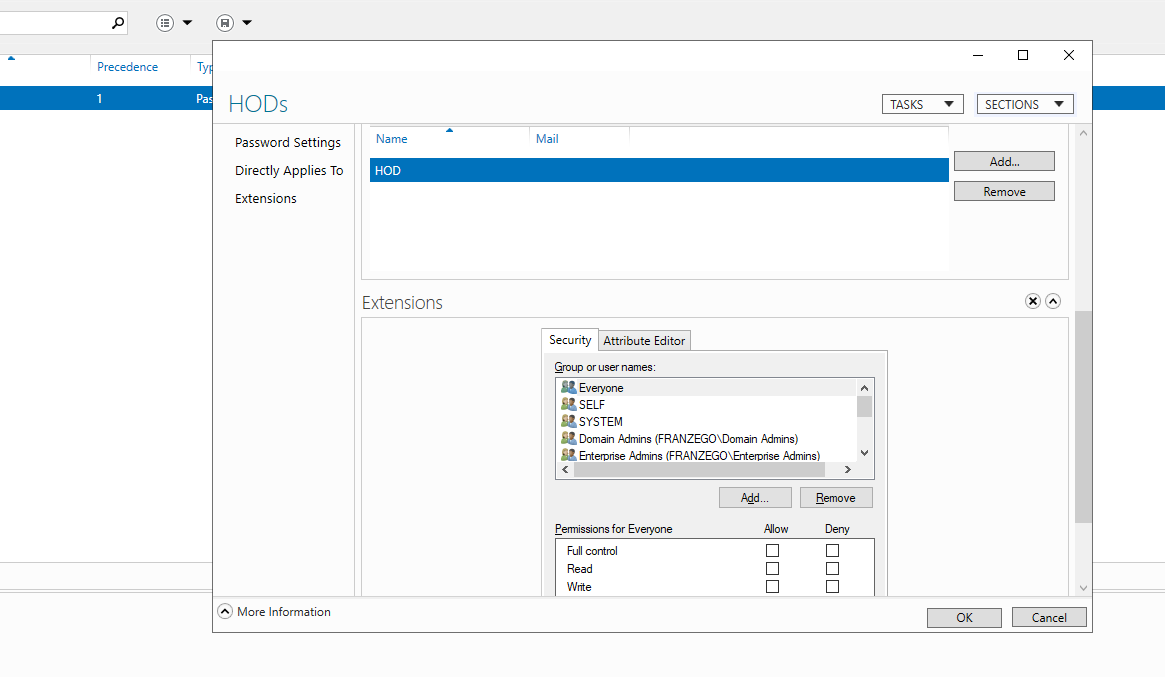 Precedence
Typ
1
Pas
HODs
TASKS
SECTIONS
Password Settings
Directly Applies To
Extensions
Name
Mail
HOD
Add...
Remove
Extensions
Security
Attribute Editor
Group or user names:
Everyone
SELF
SYSTEM
Domain Admins (FRANZEGO\Domain Admins)
Enterprise Admins (FRANZEGO\Enterprise Admins)
Add...
Remove
Permissions for Everyone
Allow
Deny
Full control
Read
Write
More Information
OK
Cancel